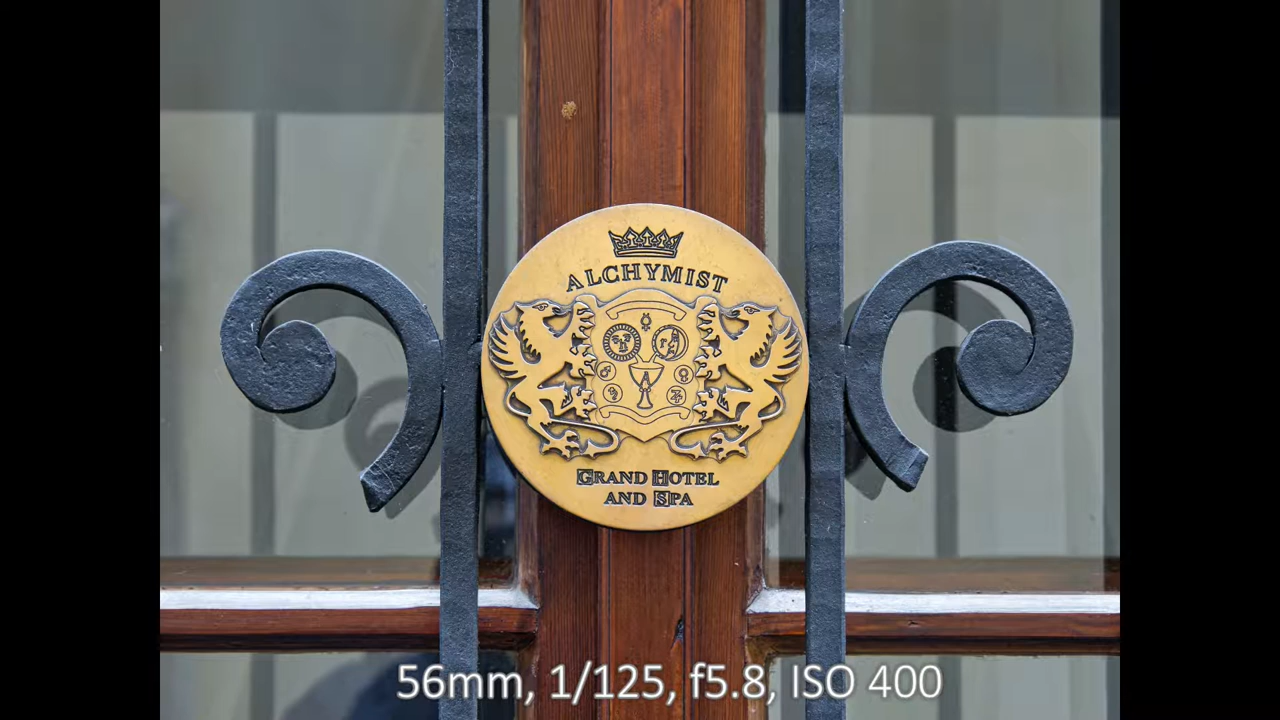 ALCHYMIST
GRAND HOTEL
AND SPA
56mm, 1/125, f5.8, ISO 400